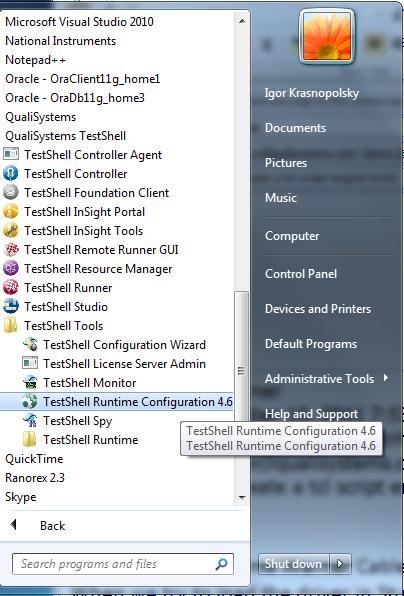 Microsoft Visual Studio 2010
National Instruments
Notepad++
Oracle - OraClient11g_home1
Oracle - OraDb11g_home3
QualiSystems
QualiSystems TestShell
TestShell Controller Agent
TestShell Controller
TestShell Foundation Client
TestShell InSight Portal
TestShell InSight Tools
TestShell Remote Runner GUI
TestShell Resource Manager
TestShell Runner
TestShell Studio
TestShell Tools
TestShell Configuration Wizard
TestShell License Server Admin
TestShell Monitor
TestShell Runtime Configuration 4.6
TestShell Spy
TestShell Runtime
QuickTime
Ranorex 2.3
Skype
Back
Search programs and files
Igor Krasnopolsky
Documents
Pictures
Music
Computer
Control Panel
Devices and Printers
Default Programs
Administrative Tools
Help and Support
TestShell Runtime Configuration 4.6
TestShell Runtime Configuration 4.6
Shut down